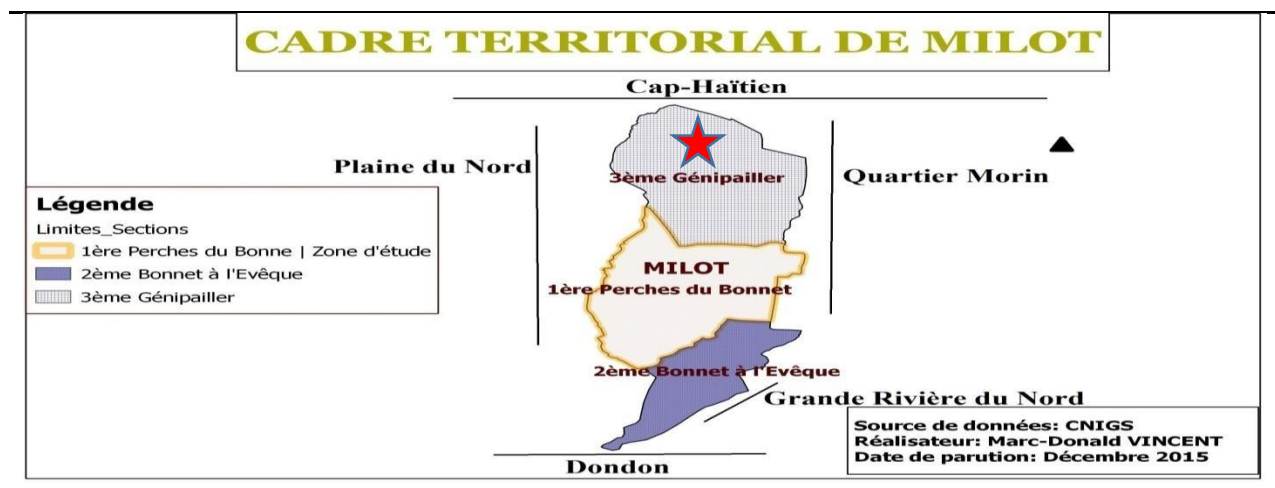 CADRE TERRITORIAL DE MILOT
Cap-Haïtien
Plaine du Nord
3ème Génipailler
Quartier Morin
Légende
Limites_Sections
1ère Perches du Bonne | Zone d'étude
2ème Bonnet à l'Evêque
3ème Génipailler
MILOT
1ère Perches du Bonnet
2ème Bonnet à l'Evêque
Grande Rivière du Nord
Dondon
Source de données: CNIGS
Réalisateur: Marc-Donald VINCENT
Date de parution: Décembre 2015